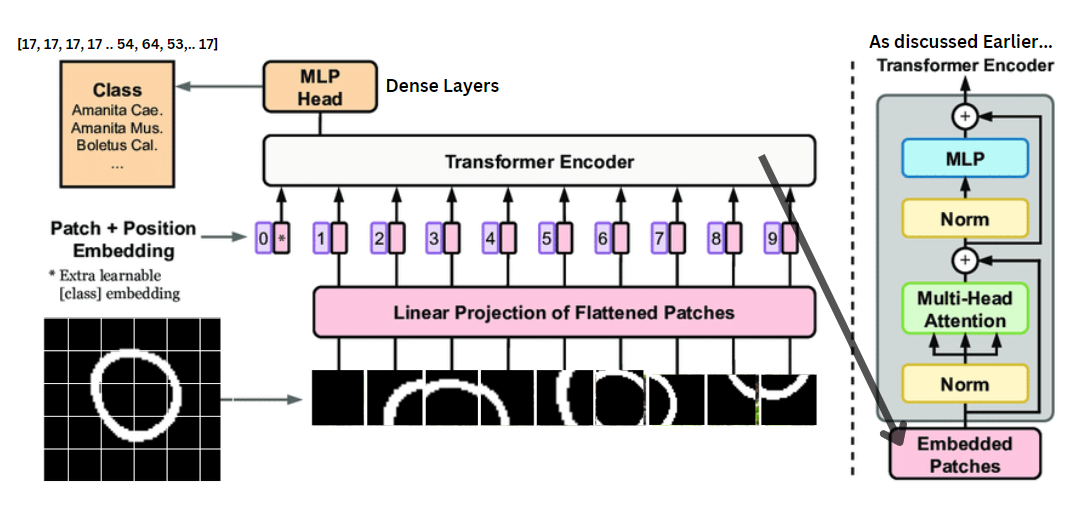 [17, 17, 17, 17 .. 54, 64, 53,.. 17]
Class
Amanita Cae.
Amanita Mus.
Boletus Cal.
...
MLP
Head
Dense Layers
Transformer Encoder
Patch + Position
Embedding
* Extra learnable
[class] embedding
0 * 1 2 3 4 5 6 7 8 9
Linear Projection of Flattened Patches
As discussed Earlier...
Transformer Encoder
+
MLP
Norm
+
Multi-Head
Attention
Norm
Embedded
Patches